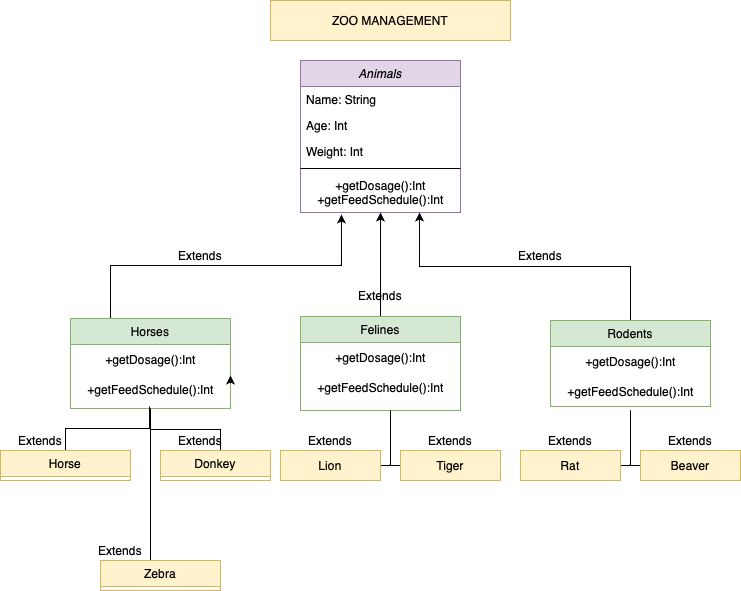 ZOO MANAGEMENT
Animals
Name: String
Age: Int
Weight: Int
+getDosage():Int
+getFeedSchedule():Int
Extends
Extends
Extends
Horses
+getDosage():Int
+getFeedSchedule():Int
Felines
+getDosage():Int
+getFeedSchedule():Int
Rodents
+getDosage():Int
+getFeedSchedule():Int
Extends
Extends
Extends
Extends
Extends
Extends
Horse
Donkey
Lion
Tiger
Rat
Beaver
Extends
Zebra